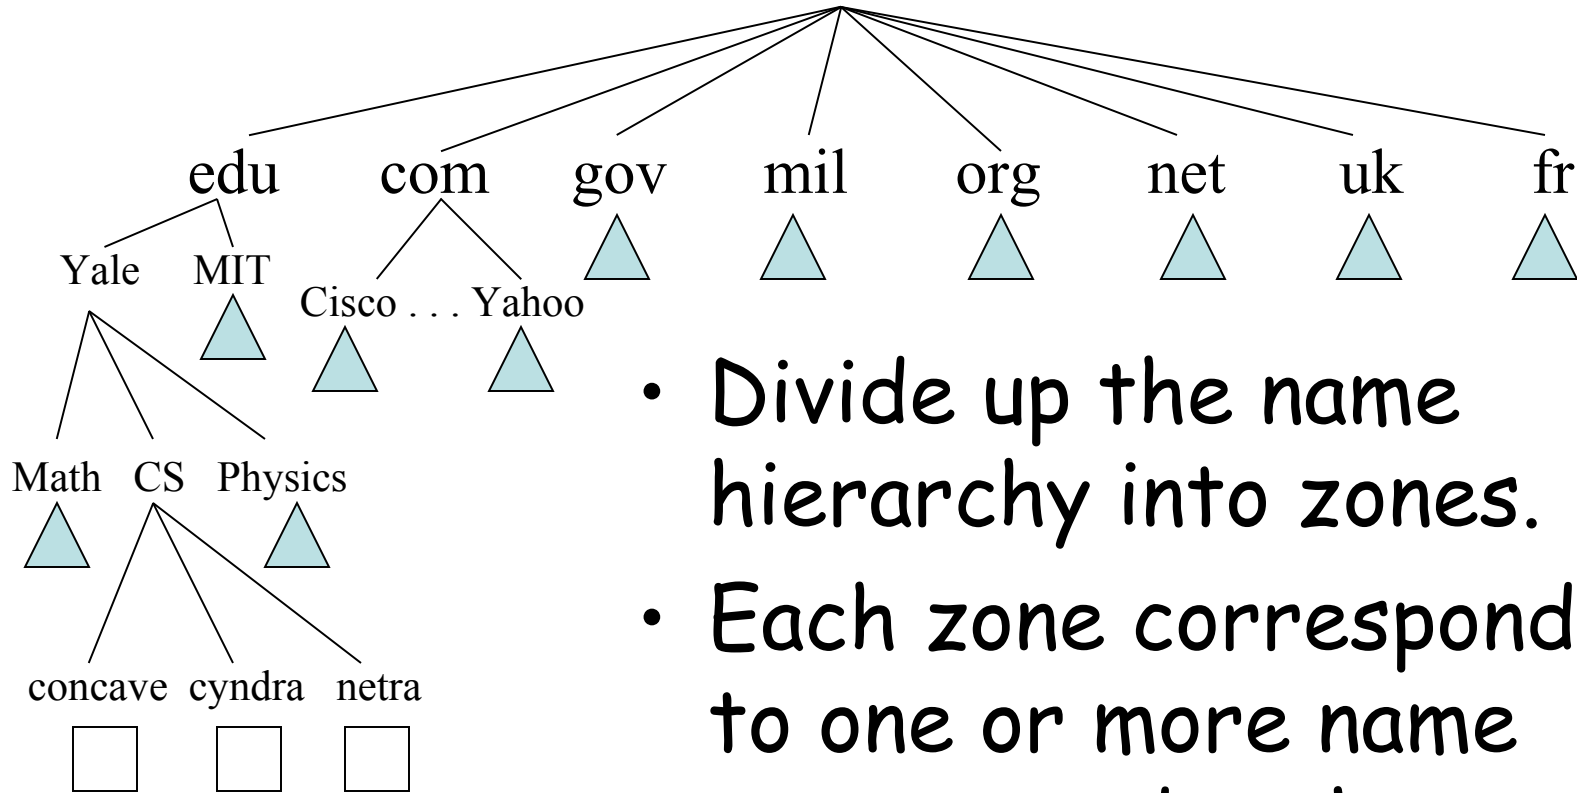 edu com gov mil org net uk fr
Yale MIT
Cisco . . . Yahoo
Math CS Physics
concave cyndra netra
• Divide up the name
hierarchy into zones.
• Each zone correspond
to one or more name